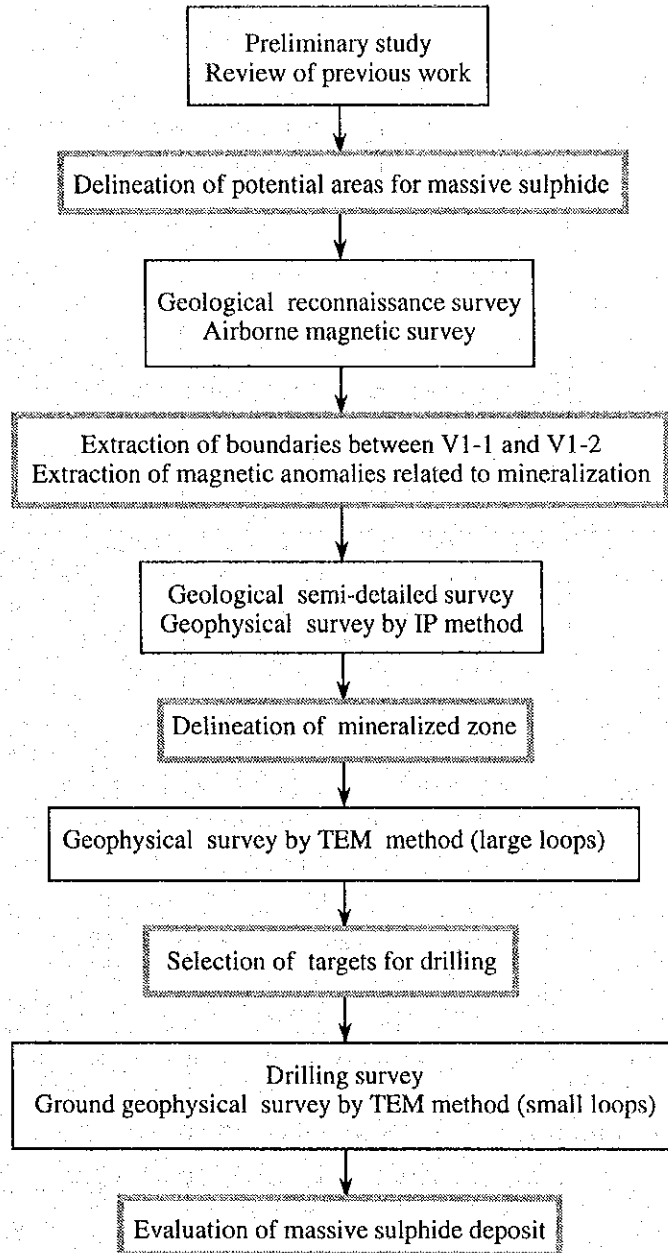 Preliminary study
Review of previous work
Delineation of potential areas for massive sulphide
Geological reconnaissance survey
Airborne magnetic survey
Extraction of boundaries between V1-1 and V1-2
Extraction of magnetic anomalies related to mineralization
Geological semi-detailed survey
Geophysical survey by IP method
Delineation of mineralized zone
Geophysical survey by TEM method (large loops)
Selection of targets for drilling
Drilling survey
Ground geophysical survey by TEM method (small loops)
Evaluation of massive sulphide deposit